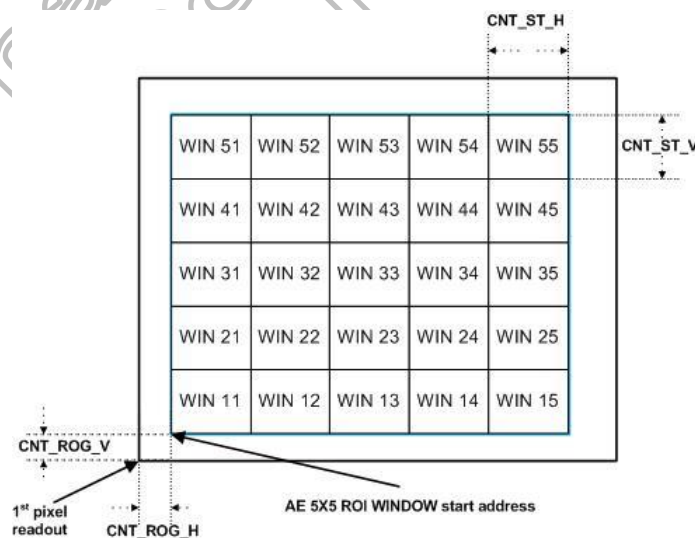 CNT_ST_H
WIN 51 WIN 52 WIN 53 WIN 54 WIN 55
CNT_ST_V
WIN 41 WIN 42 WIN 43 WIN 44 WIN 45
WIN 31 WIN 32 WIN 33 WIN 34 WIN 35
WIN 21 WIN 22 WIN 23 WIN 24 WIN 25
WIN 11 WIN 12 WIN 13 WIN 14 WIN 15
CNT_ROG_V
1st pixel
readout
CNT_ROG_H
AE 5X5 ROI WINDOW start address